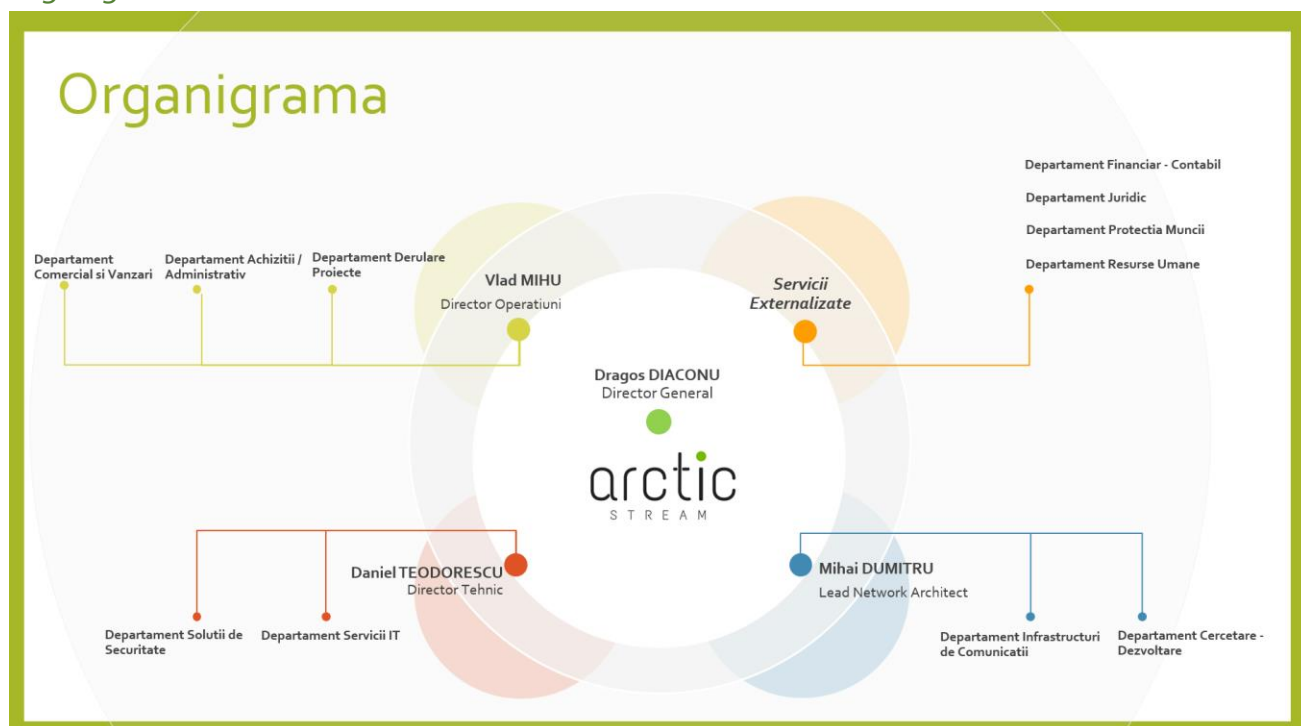 Organigrama
Departament Financiar - Contabil
Departament Juridic
Departament Protectia Muncii
Departament Resurse Umane
Departament
Comercial si Vanzari
Departament Achizitii /
Administrativ
Departament Derulare
Proiecte
Vlad MIHU
Director Operatiuni
Servicii
Externalizate
Dragos DIACONU
Director General
arctic
STREAM
Daniel TEODORESCU
Director Tehnic
Mihai DUMITRU
Lead Network Architect
Departament Solutii de
Securitate
Departament Servicii IT
Departament Infrastructuri
de Comunicatii
Departament Cercetare -
Dezvoltare